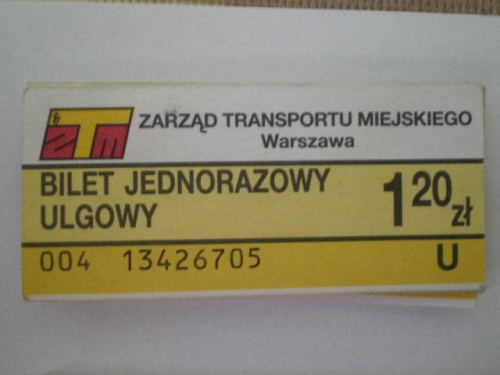 ZTm
ZARZĄD TRANSPORTU MIEJSKIEGO
Warszawa
BILET JEDNORAZOWY
ULGOWY
1 20 zł
004 13426705
U